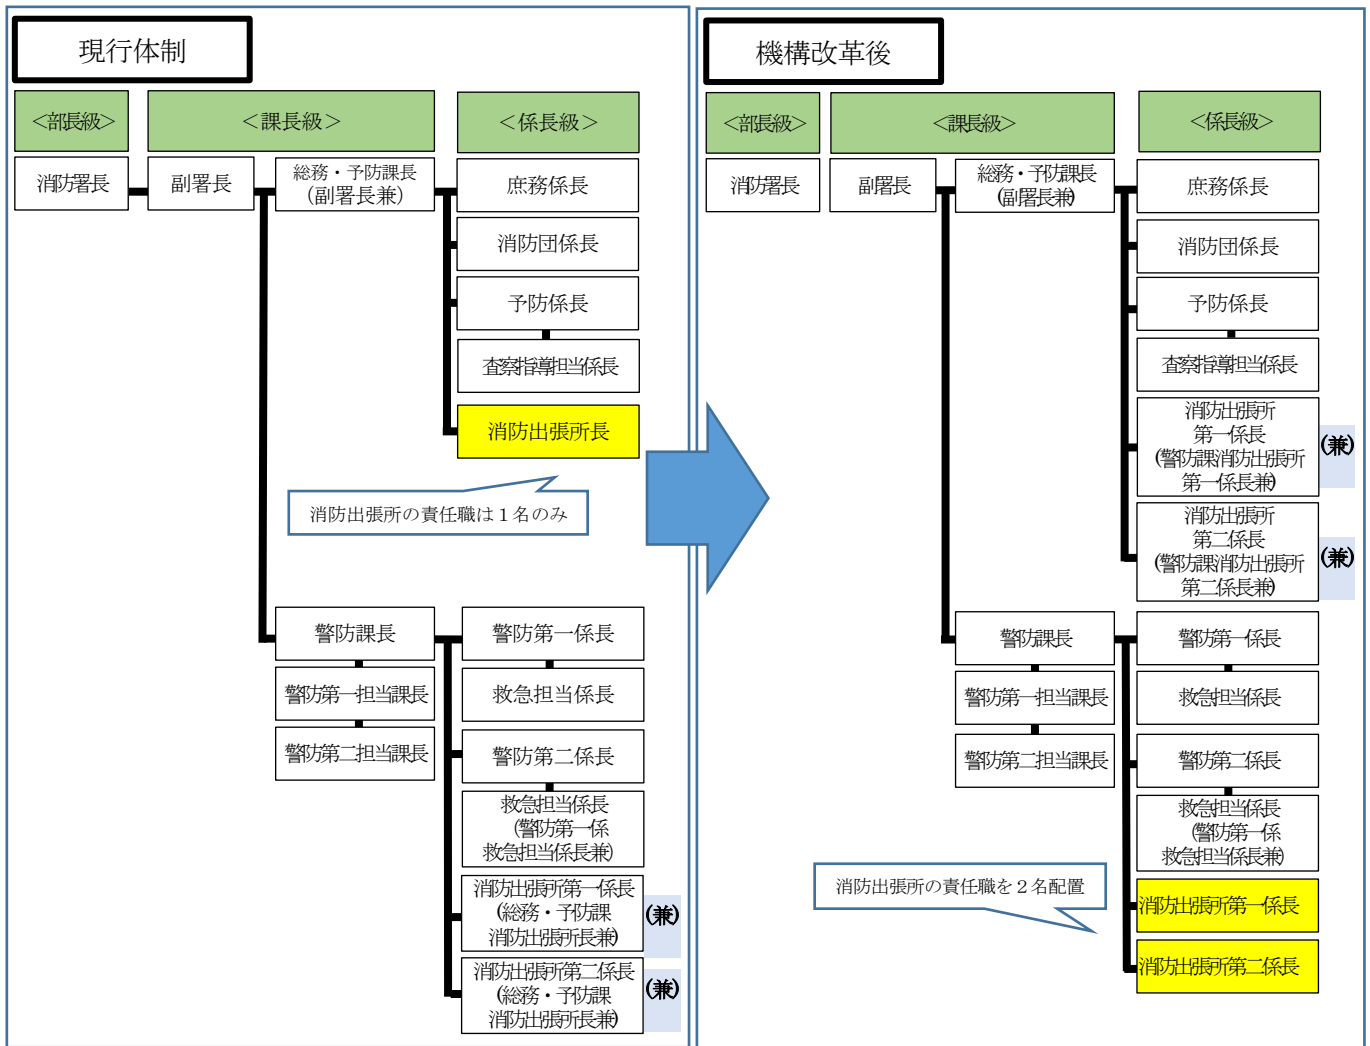 現行体制
<部長級>
<課長級>
<係長級>
消防署長
副署長
総務・予防課長
(副署長兼)
庶務係長
消防団係長
予防係長
査察指導担当係長
消防出張所長
消防出張所の責任職は１名のみ
警防課長
警防第一担当課長
警防第二担当課長
警防第一係長
救急担当係長
警防第二係長
救急担当係長
(警防第一係
救急担当係長兼)
消防出張所第一係長
(総務・予防課
消防出張所長兼)
(兼)
消防出張所第二係長
(総務・予防課
消防出張所長兼)
(兼)
機構改革後
<部長級>
<課長級>
<係長級>
消防署長
副署長
総務・予防課長
(副署長兼)
庶務係長
消防団係長
予防係長
査察指導担当係長
消防出張所
第一係長
(警防課消防出張所
第一係長兼)
(兼)
消防出張所
第二係長
(警防課消防出張所
第二係長兼)
(兼)
警防課長
警防第一担当課長
警防第二担当課長
警防第一係長
救急担当係長
警防第二係長
救急担当係長
(警防第一係
救急担当係長兼)
消防出張所の責任職を２名配置
消防出張所第一係長
消防出張所第二係長